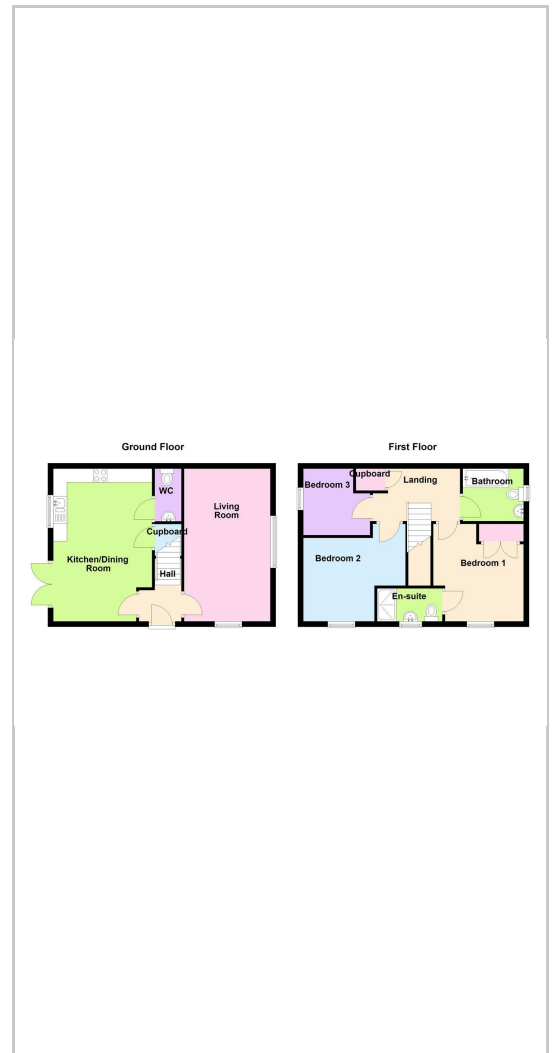 Ground Floor
WC
Living
Room
Cupboard
Kitchen/Dining
Room
Hall
First Floor
Cupboard
Landing
Bathroom
Bedroom 3
Bedroom 2
Bedroom 1
En-suite